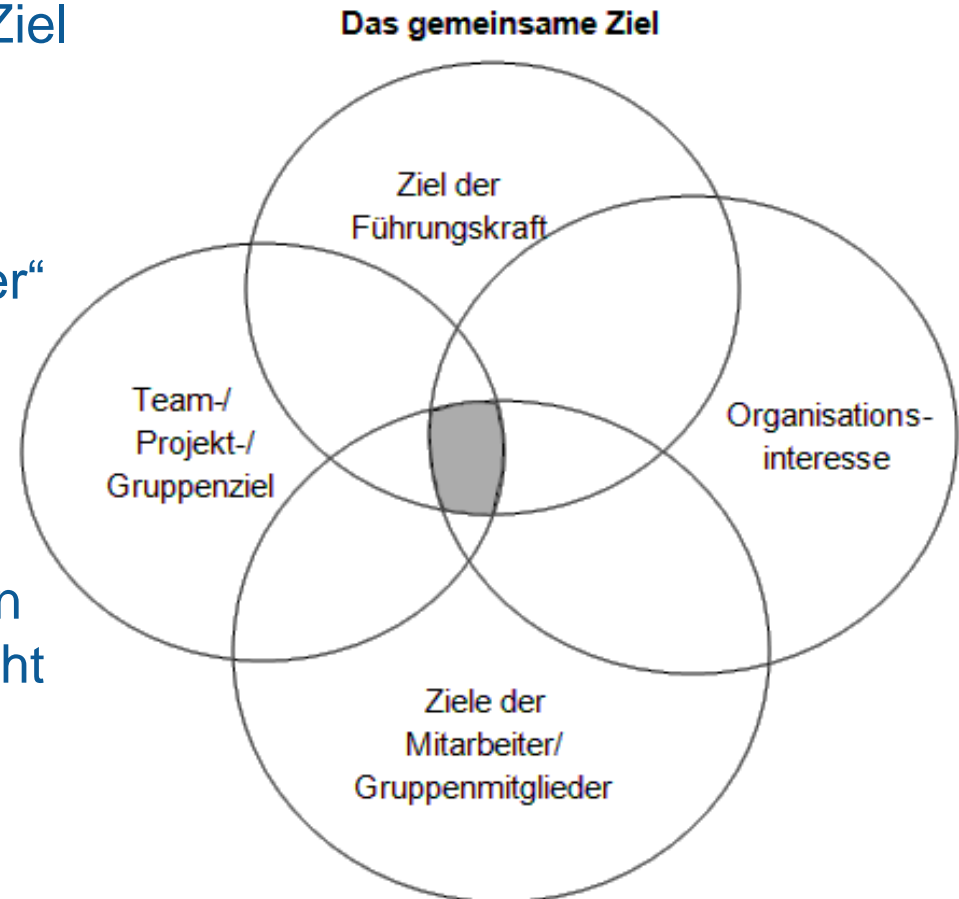 Ziel
er“
n
ht
Das gemeinsame Ziel
Ziel der
Führungskraft
Team-/
Projekt-/
Gruppenziel
Organisations-
interesse
Ziele der
Mitarbeiter/
Gruppenmitglieder